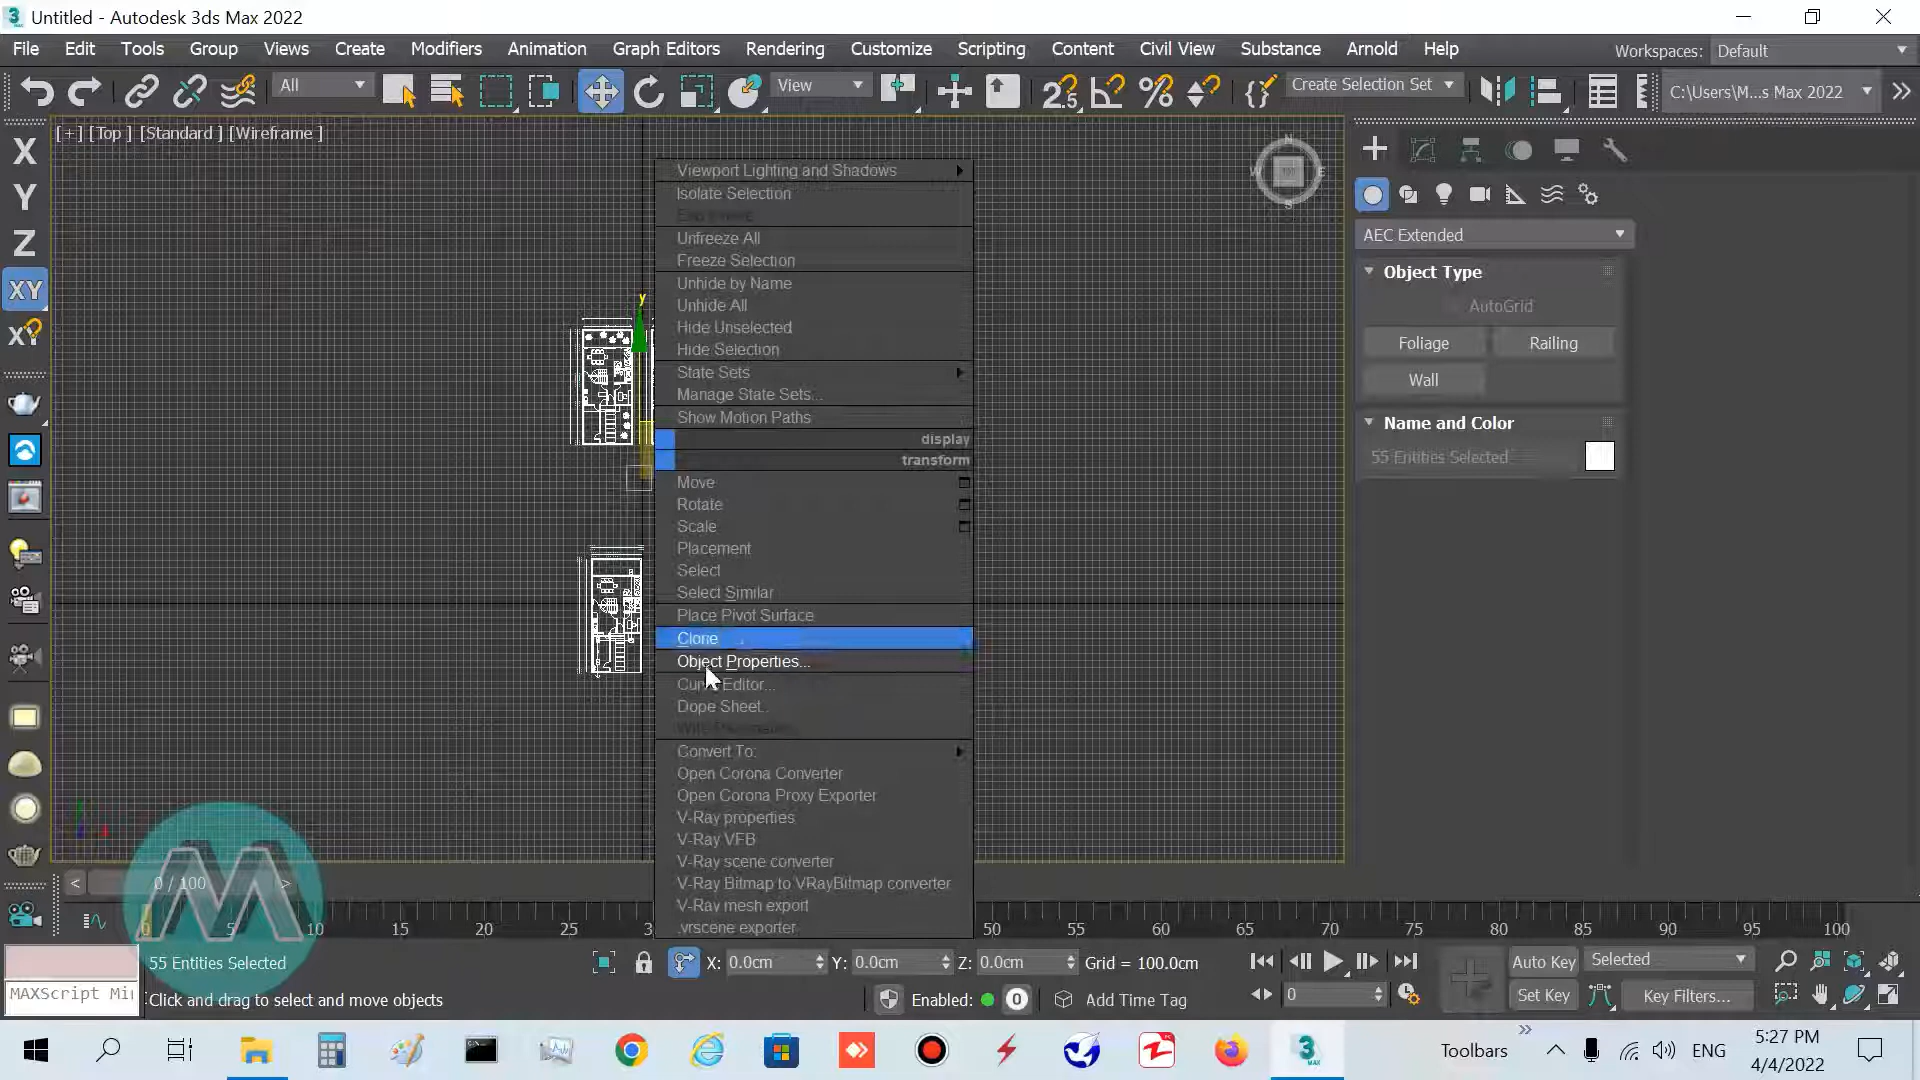 Untitled - Autodesk 3ds Max 2022
File Edit Tools Group Views Create Modifiers Animation Graph Editors Rendering Customize Scripting Content Civil View Substance Arnold Help
Workspaces: Default
All
View
2.5
Create Selection Set
C:\Users\M...s Max 2022
[+] [Top ] [Standard ] [Wireframe ]
X
Y
Z
XY
XY
y
N
W
E
S
Viewport Lighting and Shadows
Isolate Selection
Unfreeze All
Freeze Selection
Unhide by Name
Unhide All
Hide Unselected
Hide Selection
State Sets
Manage State Sets...
Show Motion Paths
display
transform
Move
Rotate
Scale
Placement
Select
Select Similar
Place Pivot Surface
Clone
Object Properties...
Editor...
Dope Sheet...
Convert To:
Open Corona Converter
Open Corona Proxy Exporter
V-Ray properties
V-Ray VFB
V-Ray scene converter
V-Ray Bitmap to VRayBitmap converter
V-Ray mesh export
.vrscene exporter
AEC Extended
Object Type
AutoGrid
Foliage Railing
Wall
Name and Color
55 Entities Selected
< 0 / 100 >
0 5 10 15 20 25 50 55 60 65 70 75 80 85 90 95 100
55 Entities Selected
X: 0.0cm Y: 0.0cm Z: 0.0cm Grid = 100.0cm
Auto Key Selected
MAXScript Mi
Click and drag to select and move objects
Enabled: 0 Add Time Tag
0
Set Key Key Filters...
MAX
Toolbars
ENG
5:27 PM
4/4/2022